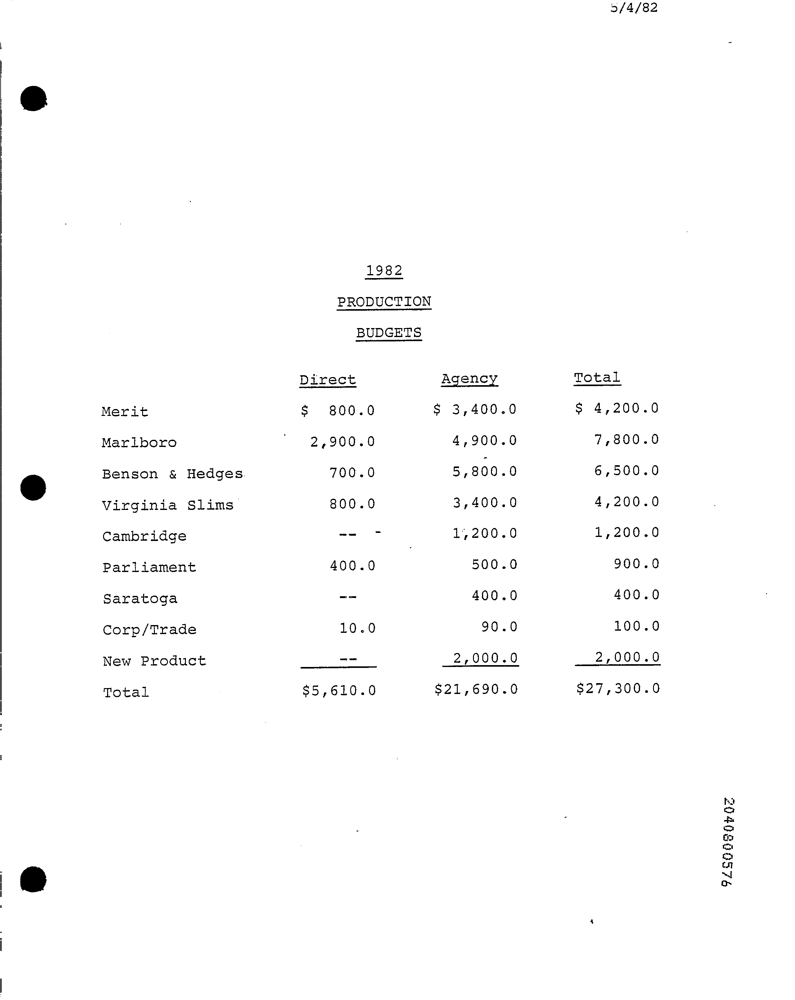 5/4/82
1982
PRODUCTION
BUDGETS
Direct Agency Total
Merit $ 800.0 $ 3,400.0 $ 4,200.0
Marlboro 2,900.0 4,900.0 7,800.0
Benson & Hedges 700.0 5,800.0 6,500.0
Virginia Slims 800.0 3,400.0 4,200.0
Cambridge -- 1,200.0 1,200.0
Parliament 400.0 500.0 900.0
Saratoga -- 400.0 400.0
Corp/Trade 10.0 90.0 100.0
New Product -- 2,000.0 2,000.0
Total $5,610.0 $21,690.0 $27,300.0
2040800576